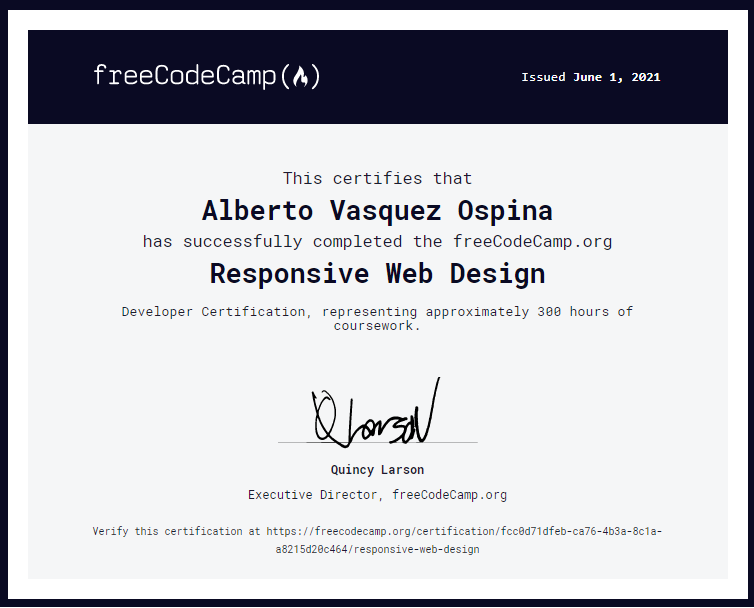 freeCodeCamp
Issued June 1, 2021
This certifies that
Alberto Vasquez Ospina
has successfully completed the freeCodeCamp.org
Responsive Web Design
Developer Certification, representing approximately 300 hours of
coursework.
Q Larson
Quincy Larson
Executive Director, freeCodeCamp.org
Verify this certification at https://freecodecamp.org/certification/fcc0d71dfeb-ca76-4b3a-8c1a-
a8215d20c464/responsive-web-design